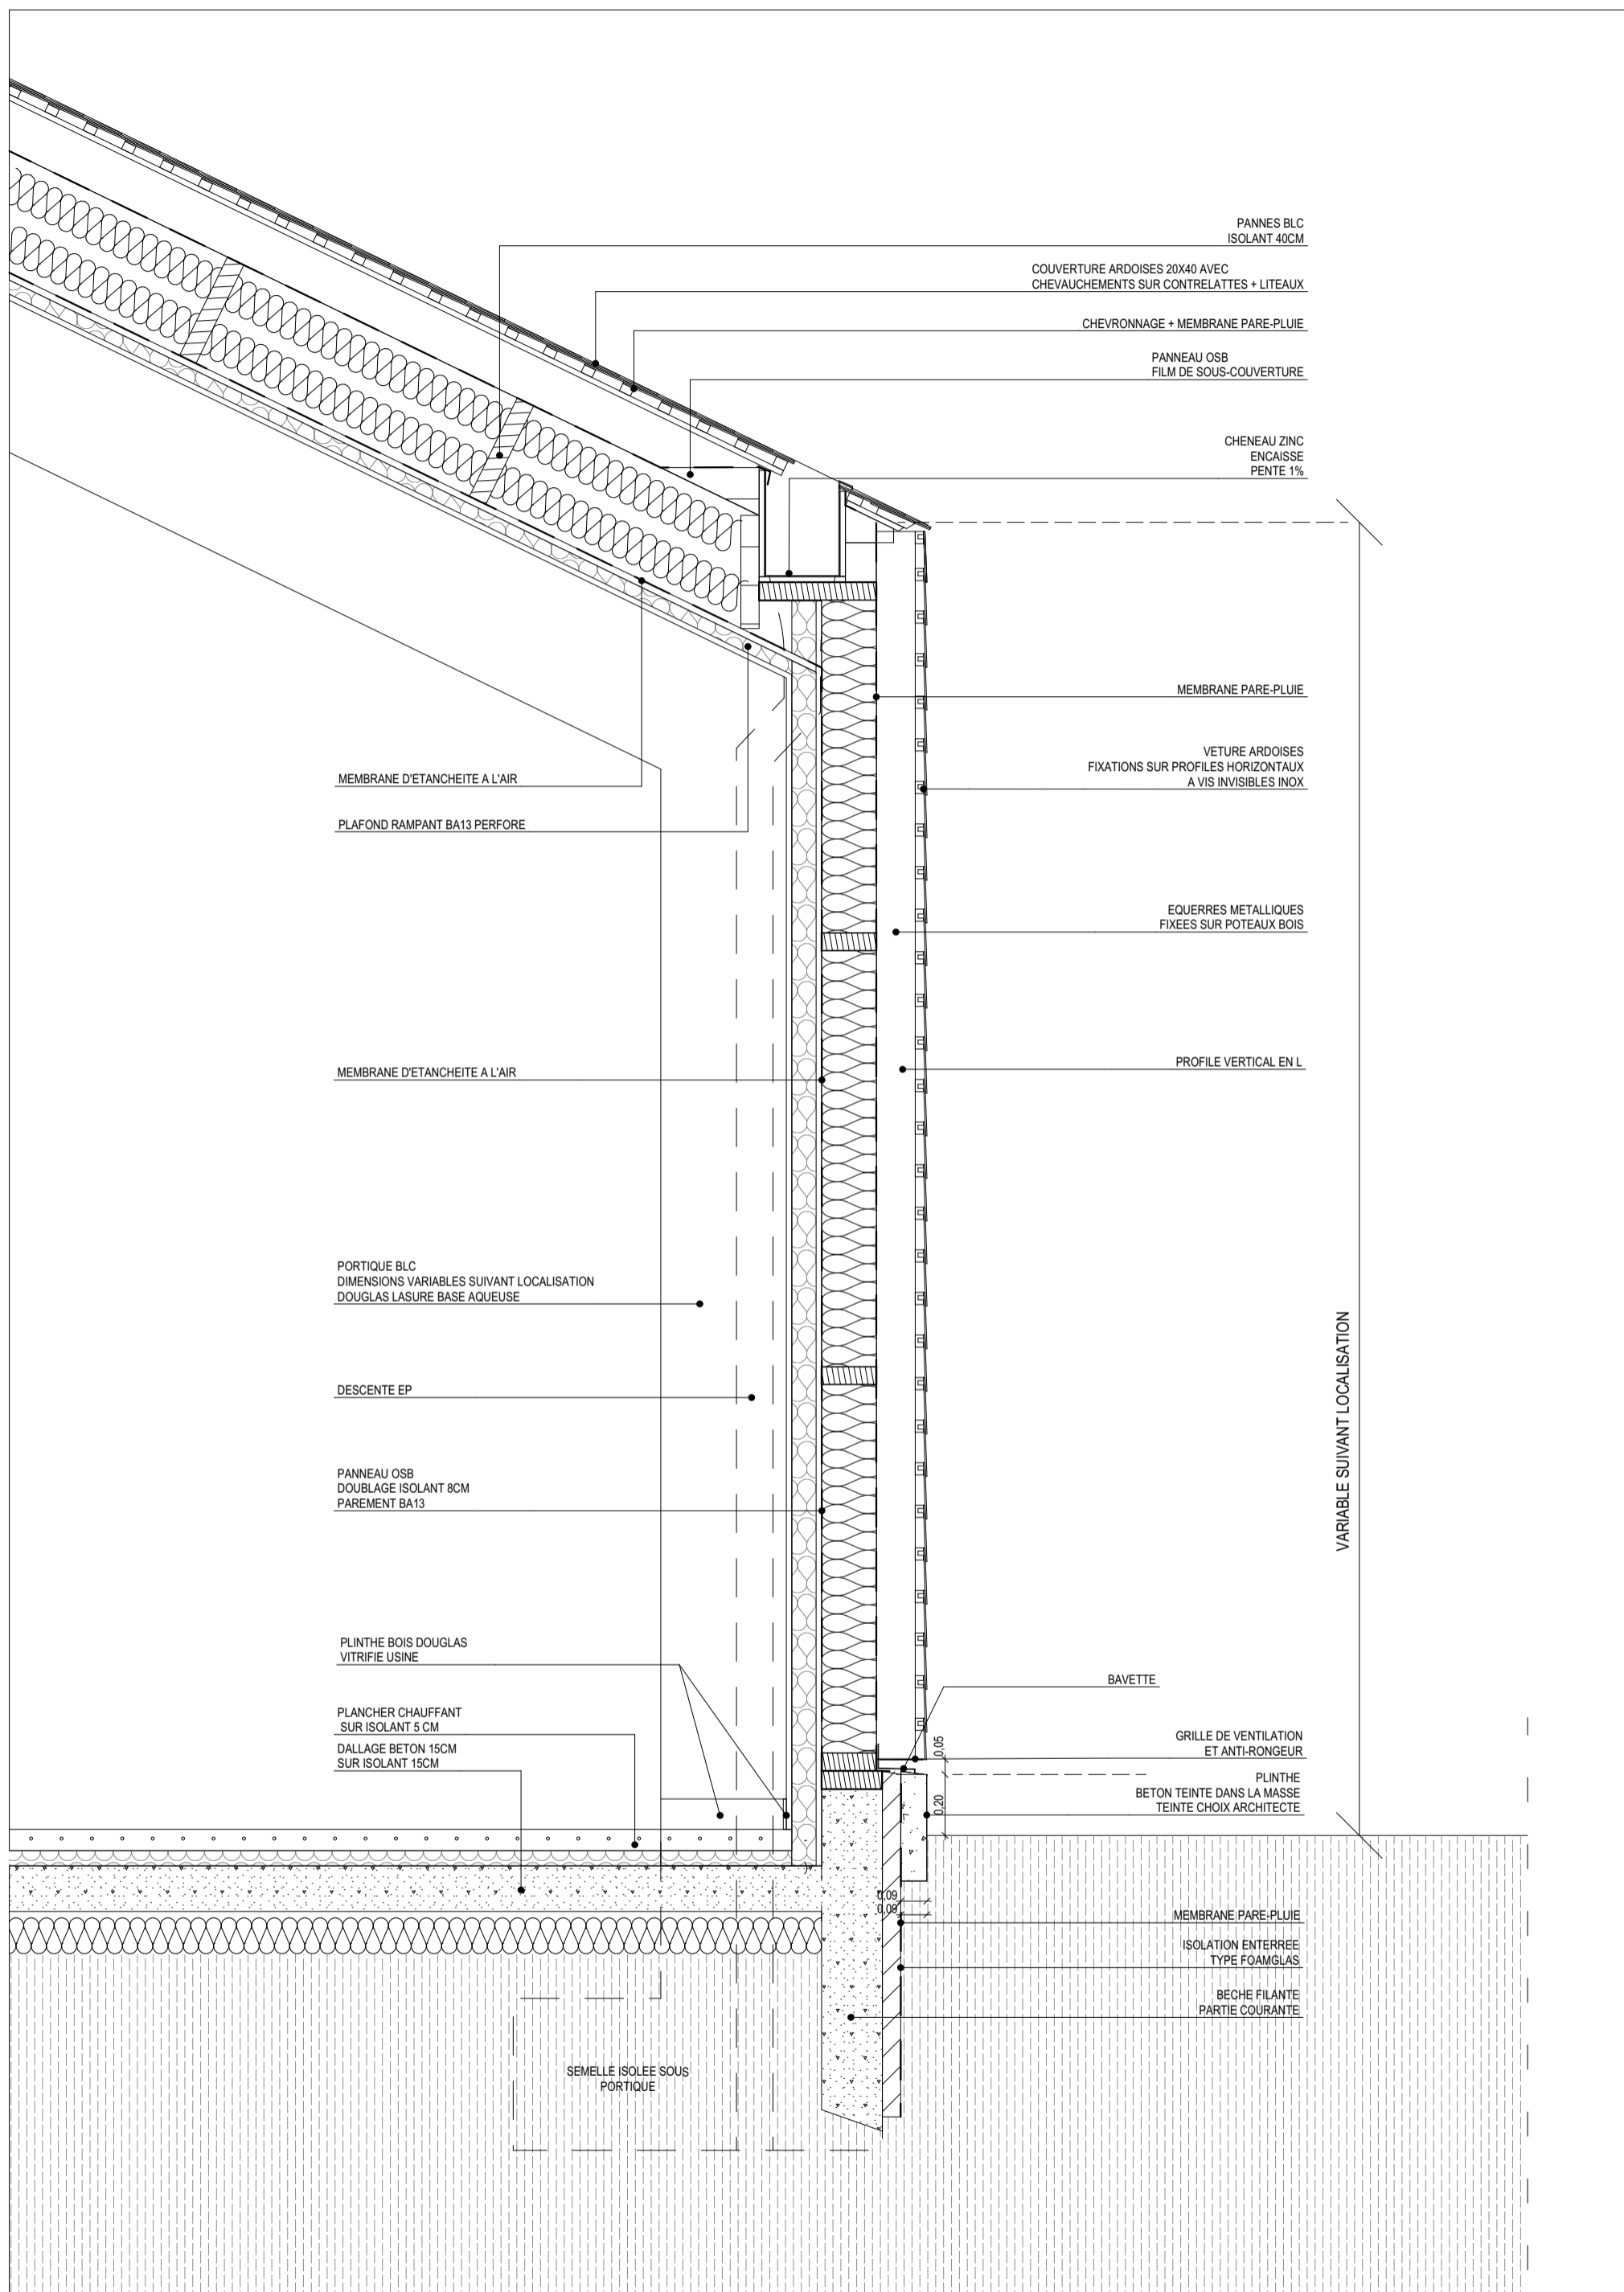 PANNES BLC
ISOLANT 40CM
COUVERTURE ARDOISES 20X40 AVEC
CHEVAUCHEMENTS SUR CONTRELATTES + LITEAUX
CHEVRONNAGE + MEMBRANE PARE-PLUIE
PANNEAU OSB
FILM DE SOUS-COUVERTURE
CHENEAU ZINC
ENCAISSE
PENTE 1%
MEMBRANE PARE-PLUIE
VETURE ARDOISES
FIXATIONS SUR PROFILES HORIZONTAUX
A VIS INVISIBLES INOX
MEMBRANE D'ETANCHEITE A L'AIR
PLAFOND RAMPANT BA13 PERFORE
EQUERRES METALLIQUES
FIXEES SUR POTEAUX BOIS
PROFILE VERTICAL EN L
MEMBRANE D'ETANCHEITE A L'AIR
PORTIQUE BLC
DIMENSIONS VARIABLES SUIVANT LOCALISATION
DOUGLAS LASURE BASE AQUEUSE
VARIABLE SUIVANT LOCALISATION
DESCENTE EP
PANNEAU OSB
DOUBLAGE ISOLANT 8CM
PAREMENT BA13
PLINTHE BOIS DOUGLAS
VITRIFIE USINE
BAVETTE
PLANCHER CHAUFFANT
SUR ISOLANT 5 CM
DALLAGE BETON 15CM
SUR ISOLANT 15CM
GRILLE DE VENTILATION
ET ANTI-RONGEUR
0,05
PLINTHE
BETON TEINTE DANS LA MASSE
TEINTE CHOIX ARCHITECTE
0,20
0,09
0,09
MEMBRANE PARE-PLUIE
ISOLATION ENTERREE
TYPE FOAMGLAS
BECHE FILANTE
PARTIE COURANTE
SEMELLE ISOLEE SOUS
PORTIQUE